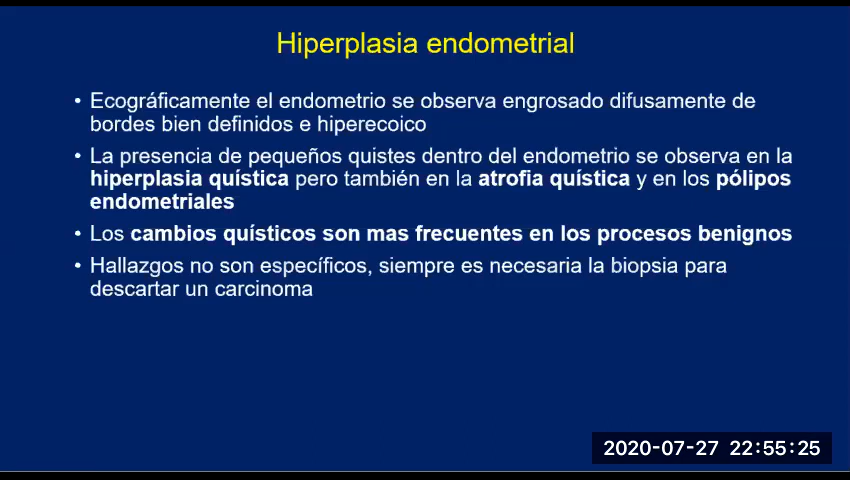 Hiperplasia endometrial
• Ecográficamente el endometrio se observa engrosado difusamente de
bordes bien definidos e hiperecoico
• La presencia de pequeños quistes dentro del endometrio se observa en la
hiperplasia quística pero también en la atrofia quística y en los pólipos
endometriales
• Los cambios quísticos son mas frecuentes en los procesos benignos
• Hallazgos no son específicos, siempre es necesaria la biopsia para
descartar un carcinoma
2020-07-27 22:55:25